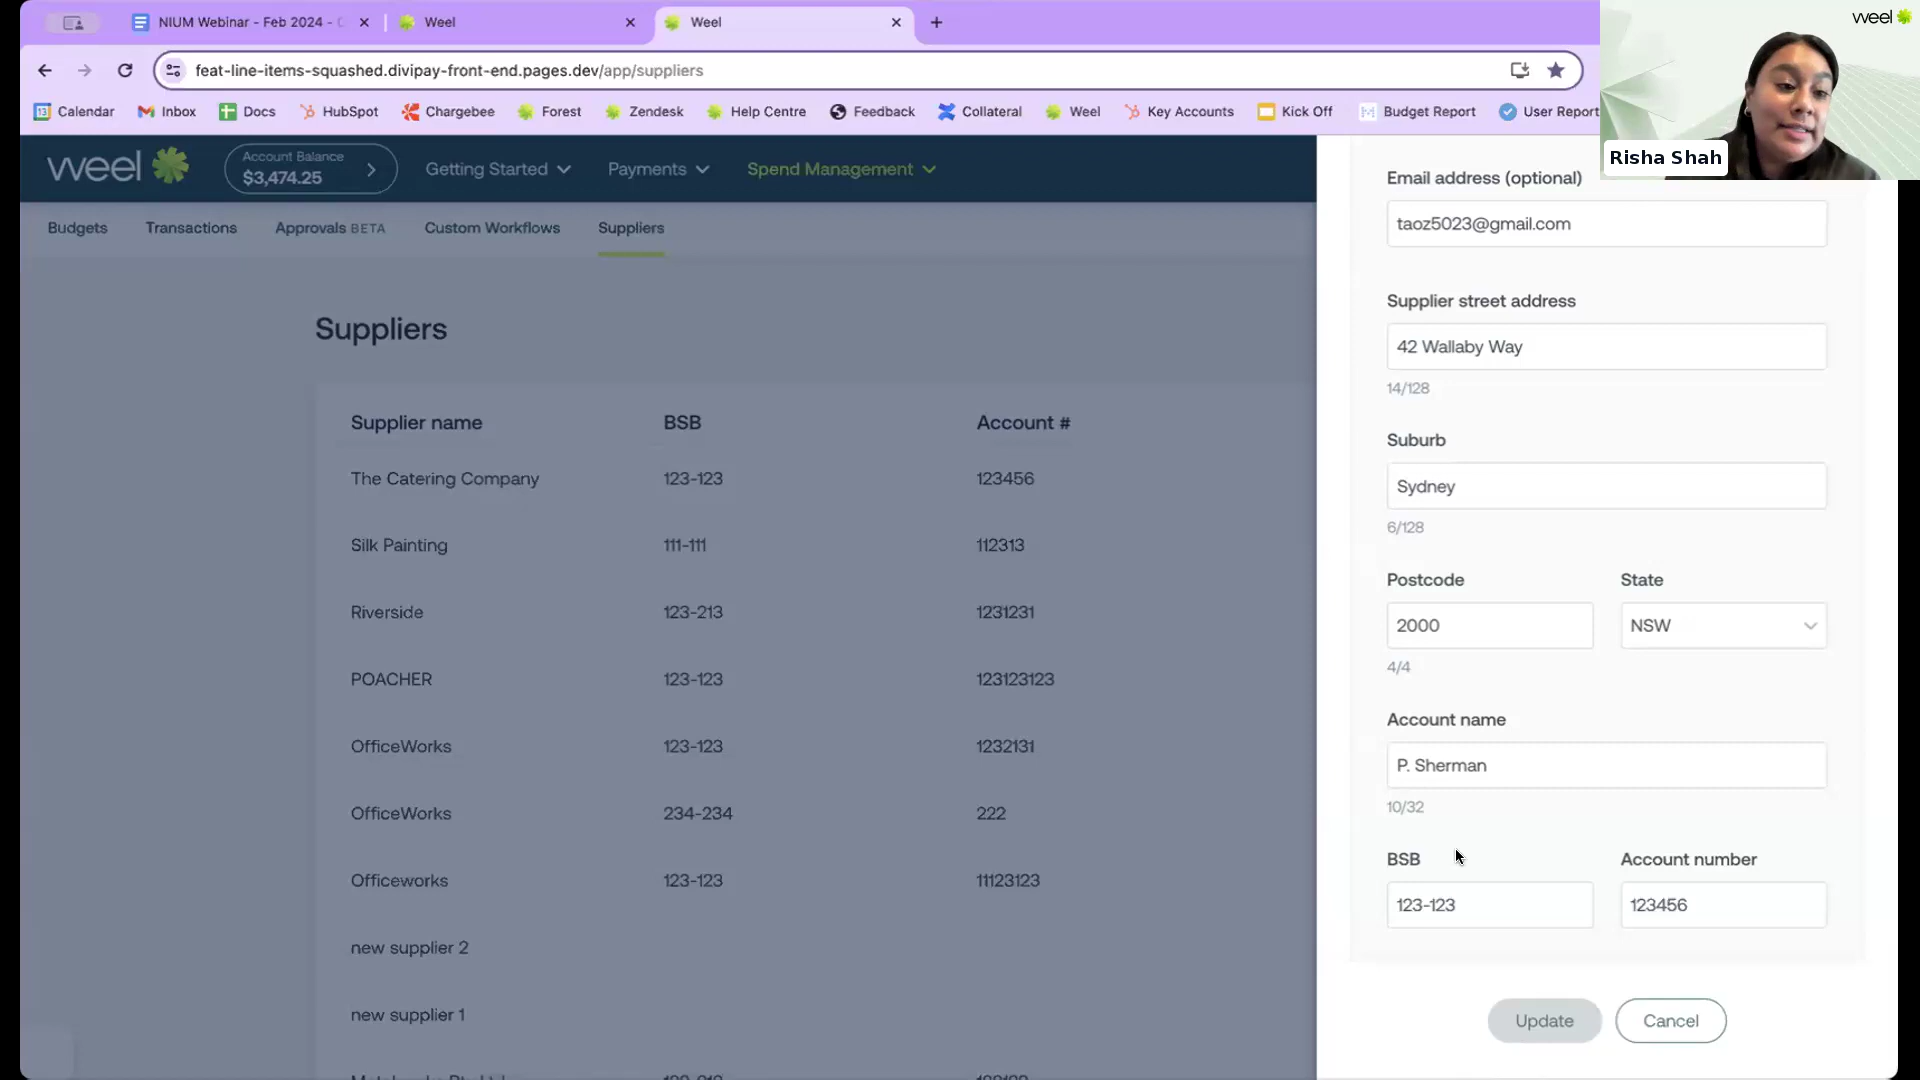 NIUM Webinar - Feb 2024 -
Weel
Weel
feat-line-items-squashed.divipay-front-end.pages.dev/app/suppliers
Calendar
Inbox
Docs
HubSpot
Chargebee
Forest
Zendesk
Help Centre
Feedback
Collateral
Weel
Key Accounts
Kick Off
Budget Report
User Report
weel
Risha Shah
weel
Account Balance
$3,474.25
Getting Started
Payments
Spend Management
Budgets
Transactions
Approvals BETA
Custom Workflows
Suppliers
Suppliers
Supplier name BSB Account #
The Catering Company 123-123 123456
Silk Painting 111-111 112313
Riverside 123-213 1231231
POACHER 123-123 123123123
OfficeWorks 123-123 1232131
OfficeWorks 234-234 222
Officeworks 123-123 11123123
new supplier 2
new supplier 1
Email address (optional)
taoz5023@gmail.com
Supplier street address
42 Wallaby Way
14/128
Suburb
Sydney
6/128
Postcode State
2000 NSW
4/4
Account name
P. Sherman
10/32
BSB Account number
123-123 123456
Update Cancel